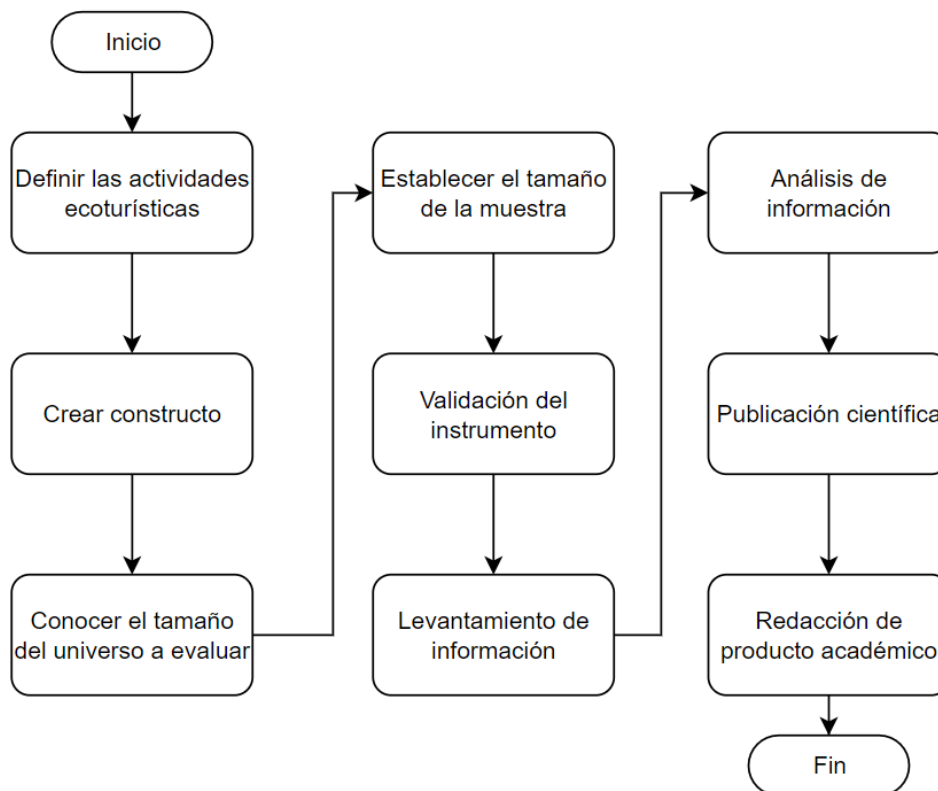 Inicio
Definir las actividades
ecoturísticas
Crear constructo
Conocer el tamaño
del universo a evaluar
Establecer el tamaño
de la muestra
Validación del
instrumento
Levantamiento de
información
Análisis de
información
Publicación científica
Redacción de
producto académico
Fin